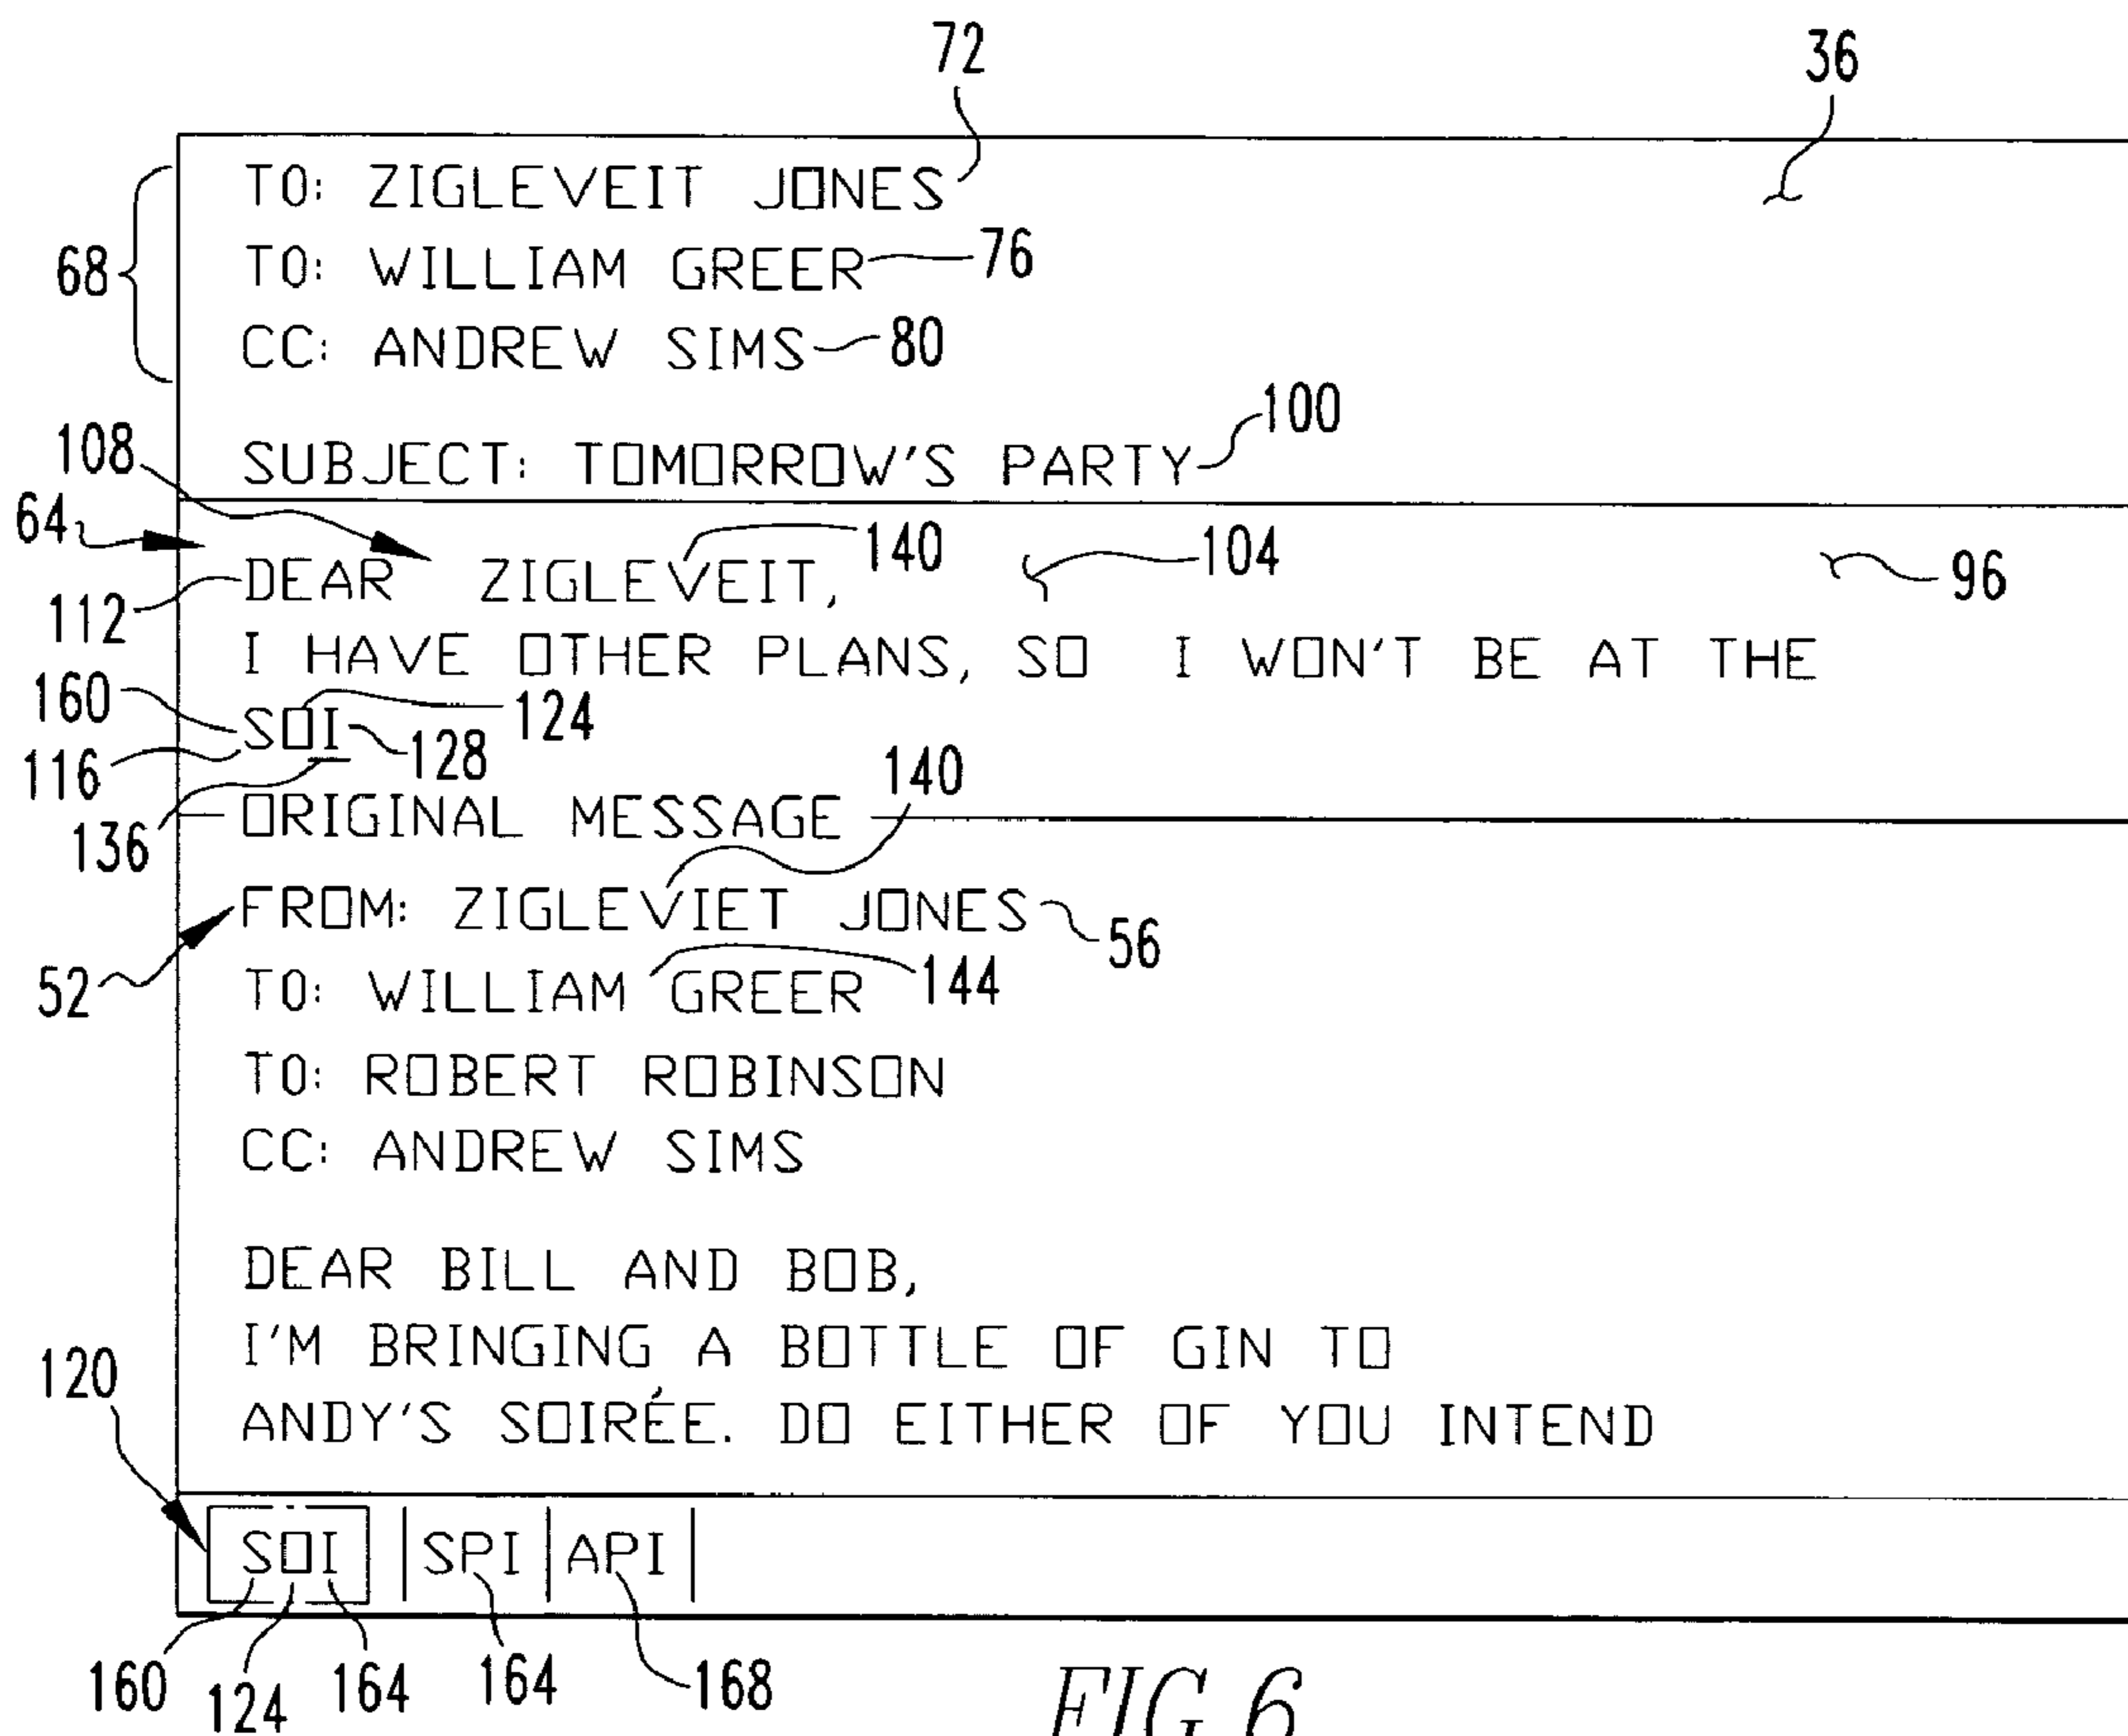 72 36
TO: ZIGLEVEIT JONES
68
TO: WILLIAM GREER 76
CC: ANDREW SIMS 80
100
108
SUBJECT: TOMORROW'S PARTY
64
140 104 96
DEAR ZIGLEVEIT,
112
I HAVE OTHER PLANS, SO I WON'T BE AT THE
160
SOI 124
116 128
140
136
ORIGINAL MESSAGE
FROM: ZIGLEVIET JONES 56
52
TO: WILLIAM GREER 144
TO: ROBERT ROBINSON
CC: ANDREW SIMS
DEAR BILL AND BOB,
I'M BRINGING A BOTTLE OF GIN TO
120
ANDY'S SOIRÉE. DO EITHER OF YOU INTEND
SOI SPI API
160 124 164 164 168
FIG.6